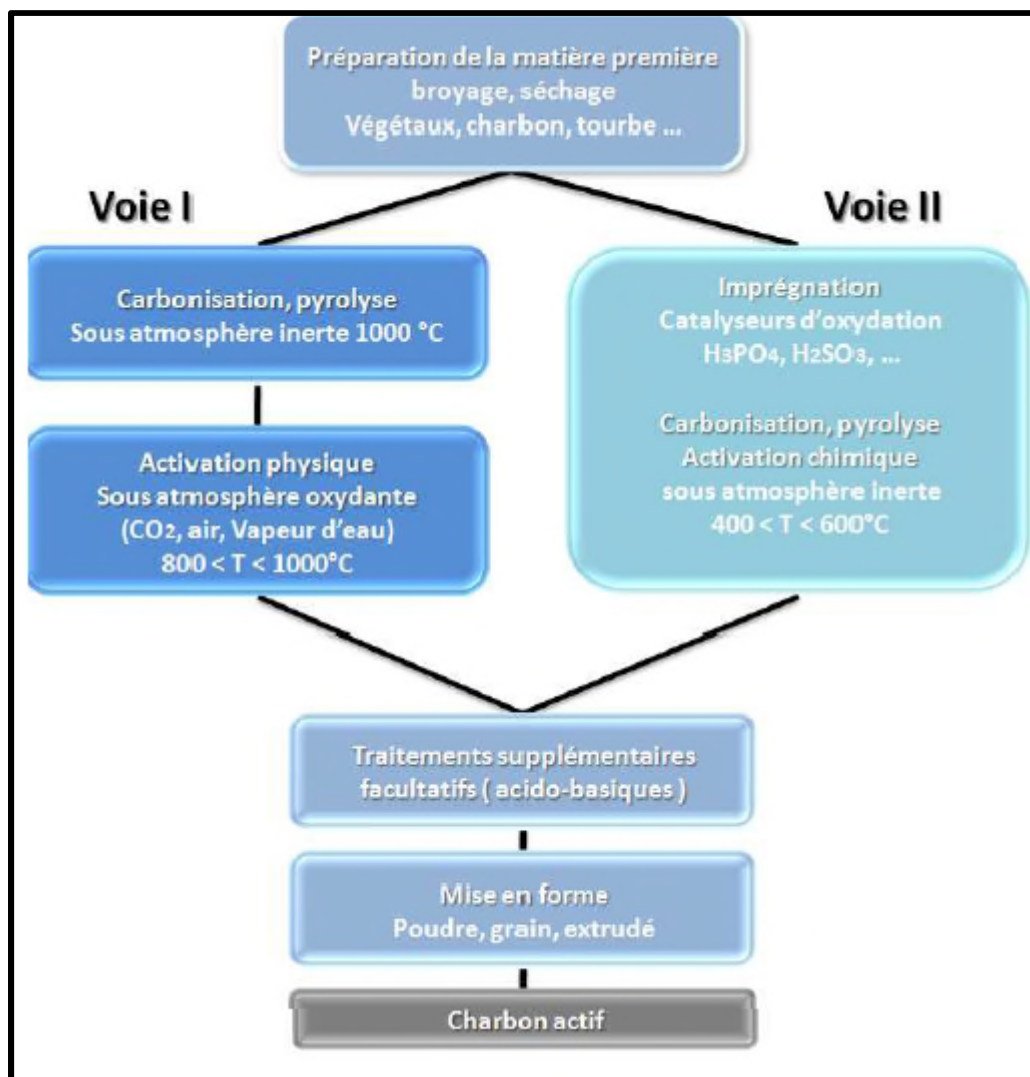 Préparation de la matière première
broyage, séchage
Végétaux, charbon, tourbe ...
Voie I
Voie II
Carbonisation, pyrolyse
Sous atmosphère inerte 1000 °C
Activation physique
Sous atmosphère oxydante
(CO2, air, Vapeur d'eau)
800 < T < 1000°C
Imprégnation
Catalyseurs d'oxydation
H3PO4, H2SO3, ...
Carbonisation, pyrolyse
Activation chimique
sous atmosphère inerte
400 < T < 600°C
Traitements supplémentaires
facultatifs ( acido-basiques )
Mise en forme
Poudre, grain, extrudé
Charbon actif